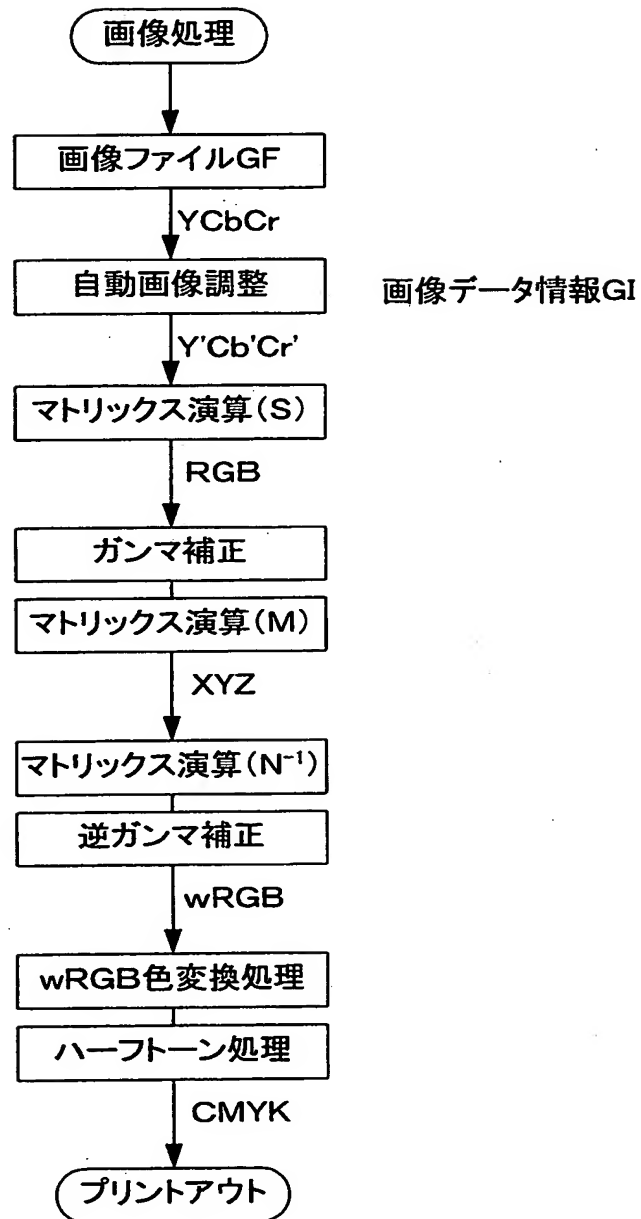 画像処理
画像ファイルGF
YCbCr
自動画像調整 画像データ情報GI
Y'Cb'Cr'
マトリックス演算(S)
RGB
ガンマ補正
マトリックス演算(M)
XYZ
マトリックス演算(N⁻¹)
逆ガンマ補正
wRGB
wRGB色変換処理
ハーフトーン処理
CMYK
プリントアウト